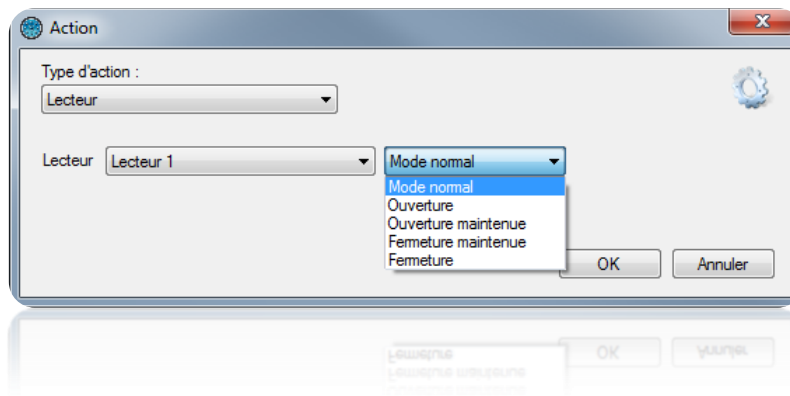 Action
Type d'action :
Lecteur
Lecteur Lecteur 1 Mode normal
Mode normal
Ouverture
Ouverture maintenue
Fermeture maintenue
Fermeture
OK Annuler